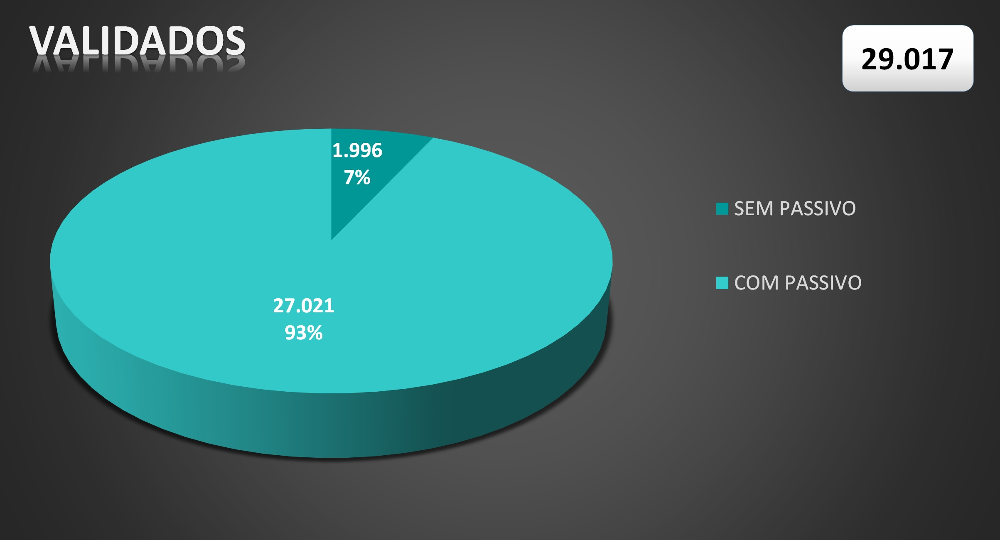 VALIDADOS
29.017
1.996
7%
27.021
93%
SEM PASSIVO
COM PASSIVO